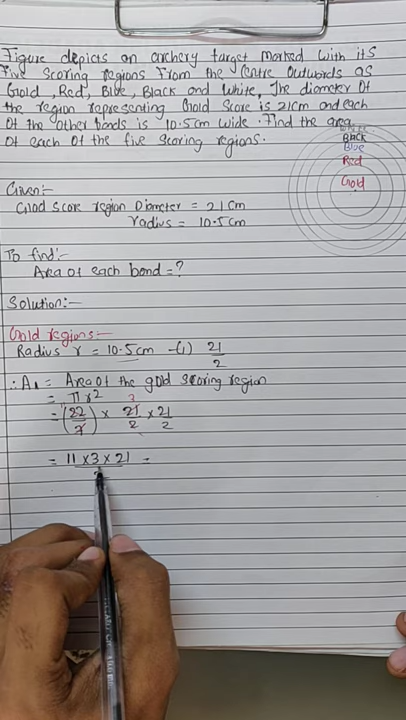 Figure depicts an archery target marked with its
Five Scoring regions From the Centre Outwards as
Gold, Red, Blue, Black and White, The diameter Of
the region representing Gold Score is 21cm and each
Of the other bands is 10.5cm wide. Find the area
Of each Of the five Scoring regions.
White
Black
Blue
Red
Gold
Given:-
Glod Score region Diameter = 21cm
radius = 10.5cm
To find:-
Area of each bond = ?
Solution:-
Gold regions:-
Radius r = 10.5cm -(i) 21/2
∴ A1 = Area Of the gold Scoring region
= π r2
= (22/7) × 21/2 × 21/2
11 3
= 11 × 3 × 21 =